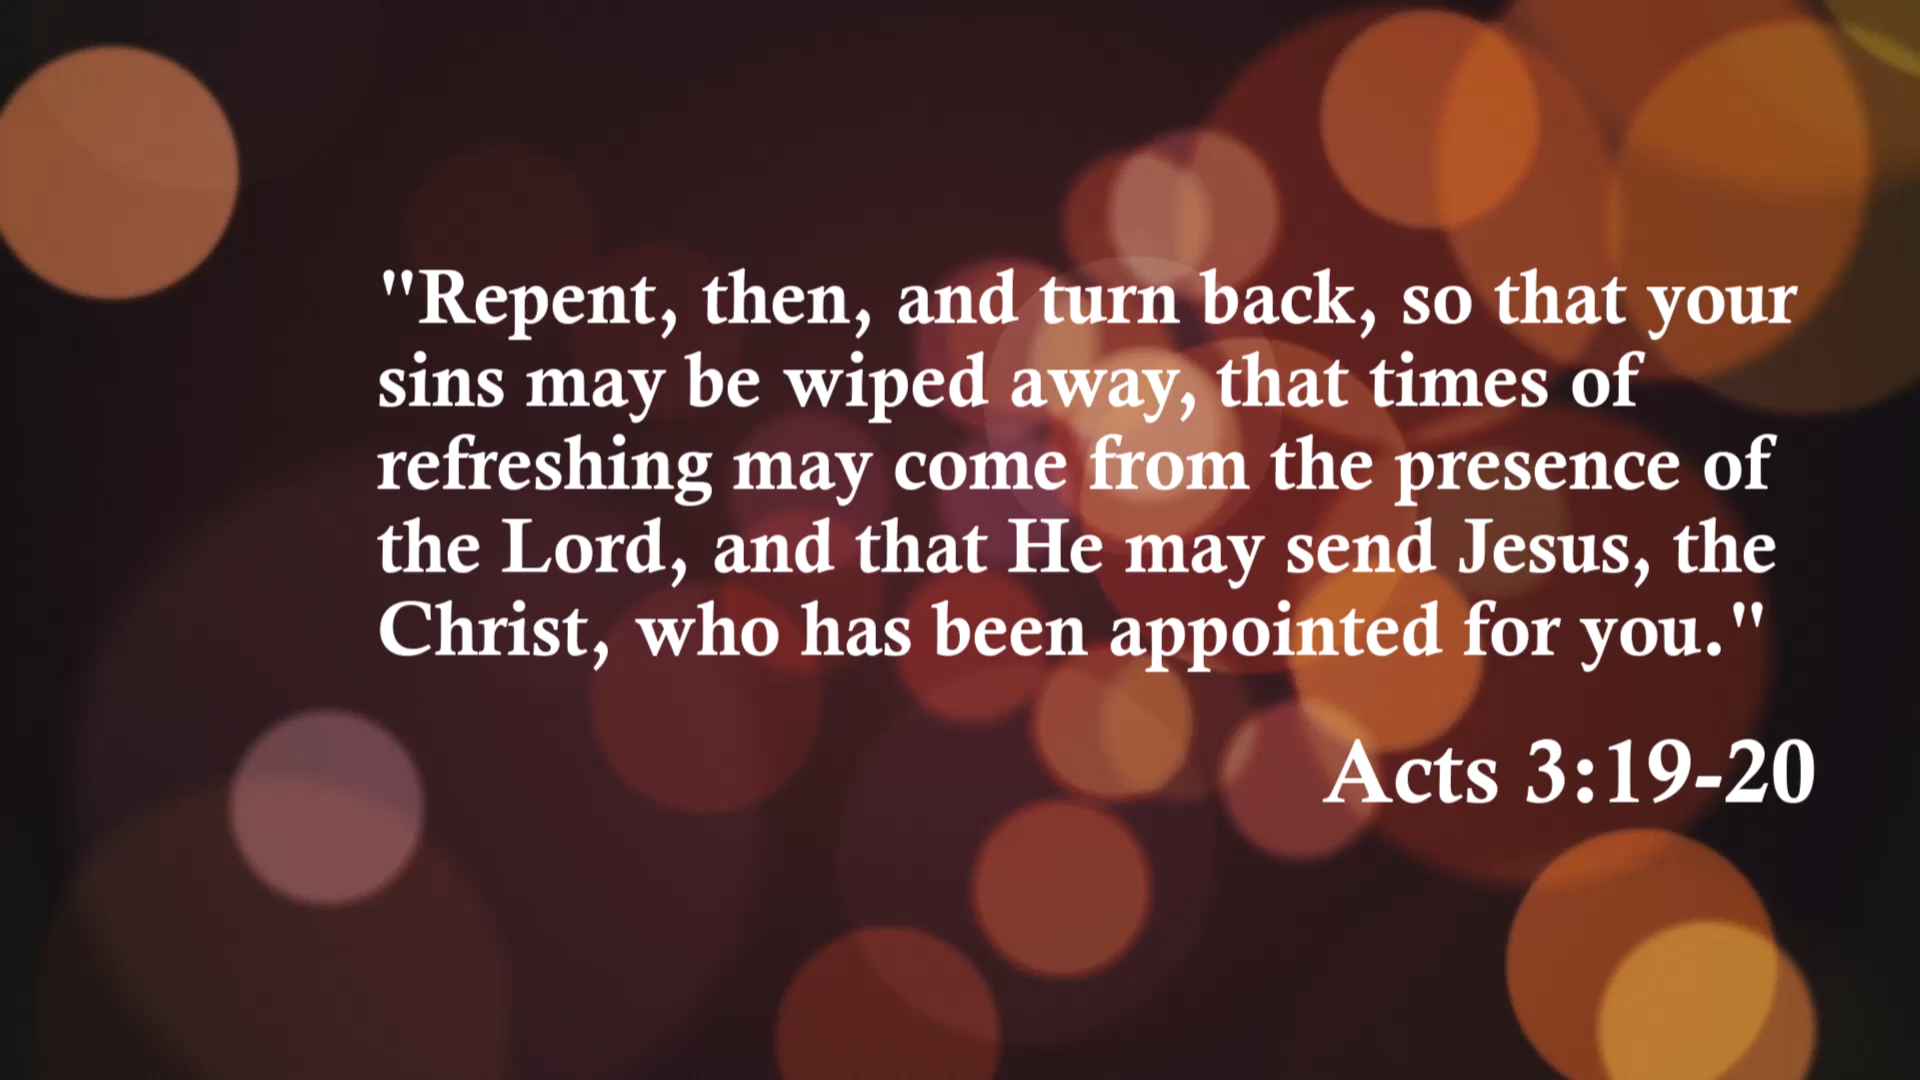 "Repent, then, and turn back, so that your
sins may be wiped away, that times of
refreshing may come from the presence of
the Lord, and that He may send Jesus, the
Christ, who has been appointed for you."
Acts 3:19-20